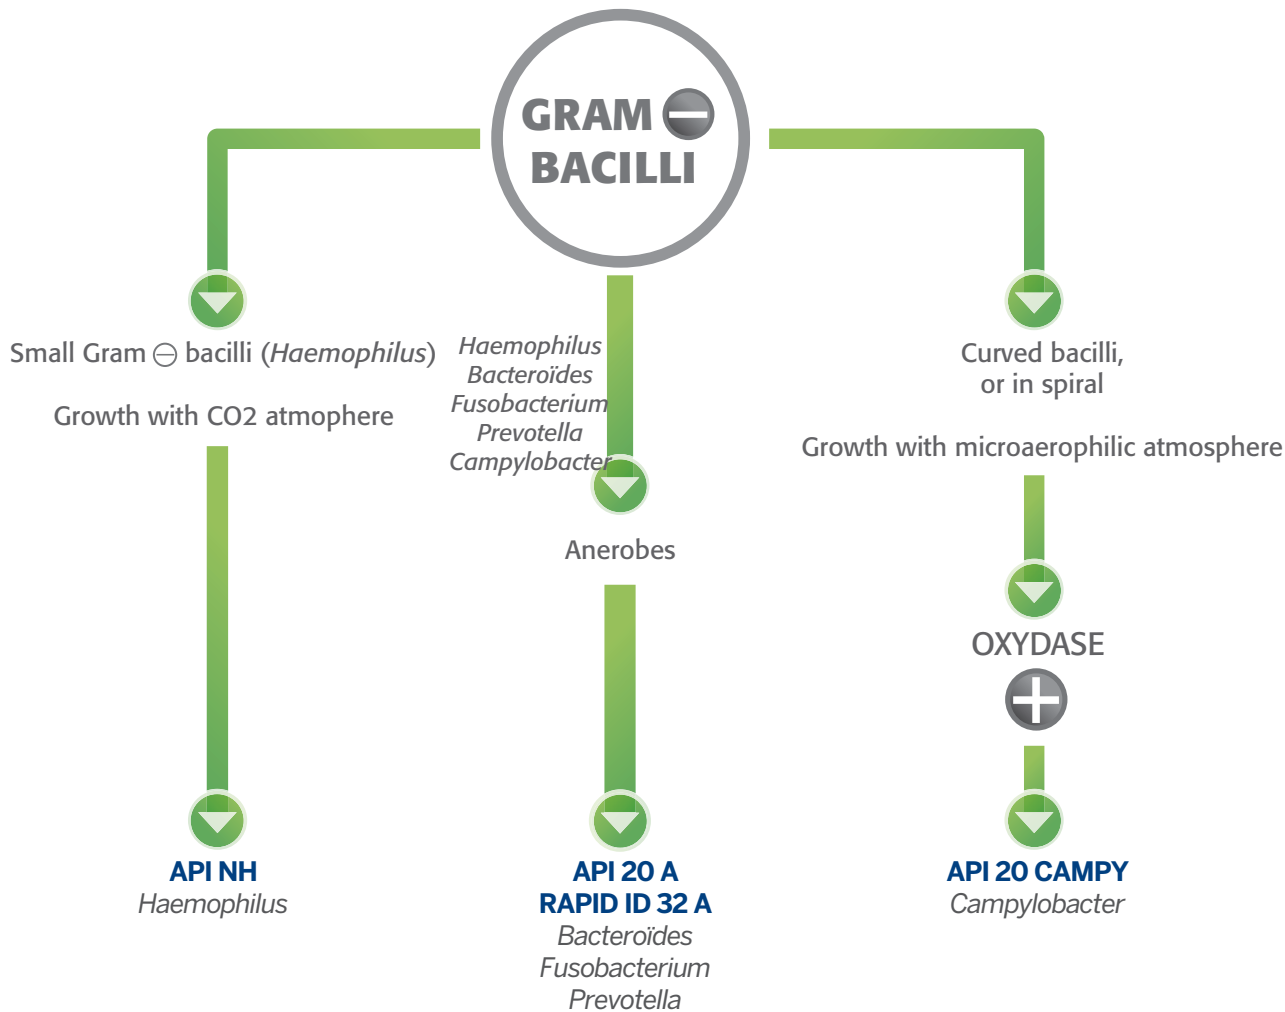 GRAM ⊖
BACILLI
Small Gram ⊖ bacilli (Haemophilus)
Growth with CO2 atmophere
Haemophilus
Bacteroïdes
Fusobacterium
Prevotella
Campylobacter
Anerobes
Curved bacilli,
or in spiral
Growth with microaerophilic atmosphere
OXYDASE
+
API NH
Haemophilus
API 20 A
RAPID ID 32 A
Bacteroïdes
Fusobacterium
Prevotella
API 20 CAMPY
Campylobacter